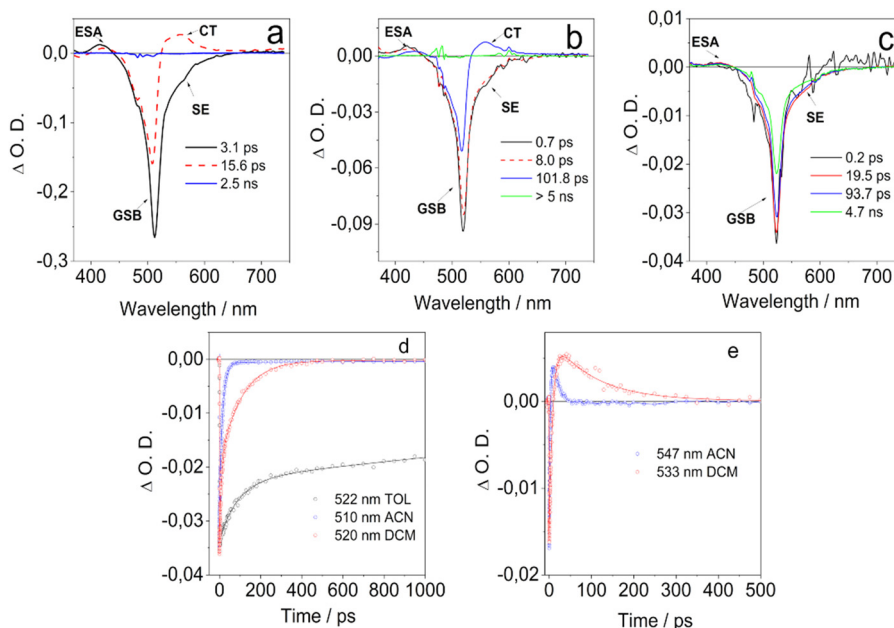 a
ESA
CT
SE
GSB
3.1 ps
15.6 ps
2.5 ns
Δ O. D.
0,0
-0,1
-0,2
-0,3
400 500 600 700
Wavelength / nm
b
ESA
CT
SE
GSB
0.7 ps
8.0 ps
101.8 ps
> 5 ns
Δ O. D.
0,00
-0,03
-0,06
-0,09
400 500 600 700
Wavelength / nm
c
ESA
SE
GSB
0.2 ps
19.5 ps
93.7 ps
4.7 ns
Δ O. D.
0,00
-0,01
-0,02
-0,03
-0,04
400 500 600 700
Wavelength / nm
d
522 nm TOL
510 nm ACN
520 nm DCM
Δ O. D.
0,00
-0,01
-0,02
-0,03
-0,04
0 200 400 600 800 1000
Time / ps
e
547 nm ACN
533 nm DCM
Δ O. D.
0,00
-0,01
-0,02
0 100 200 300 400 500
Time / ps